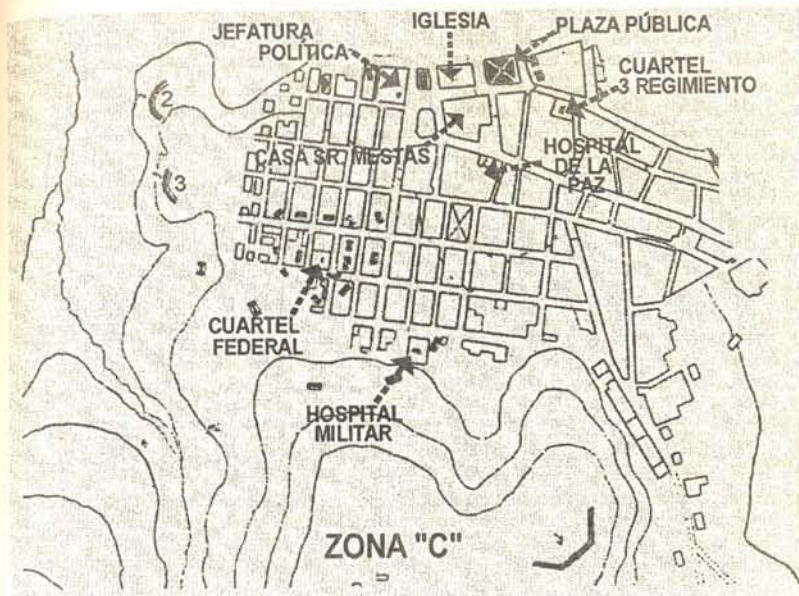 JEFATURA
POLÍTICA
IGLESIA
PLAZA PÚBLICA
CUARTEL
3 REGIMIENTO
2
CASA SR. MESTAS
HOSPITAL
DE LA
PAZ
3
CUARTEL
FEDERAL
HOSPITAL
MILITAR
ZONA "C"